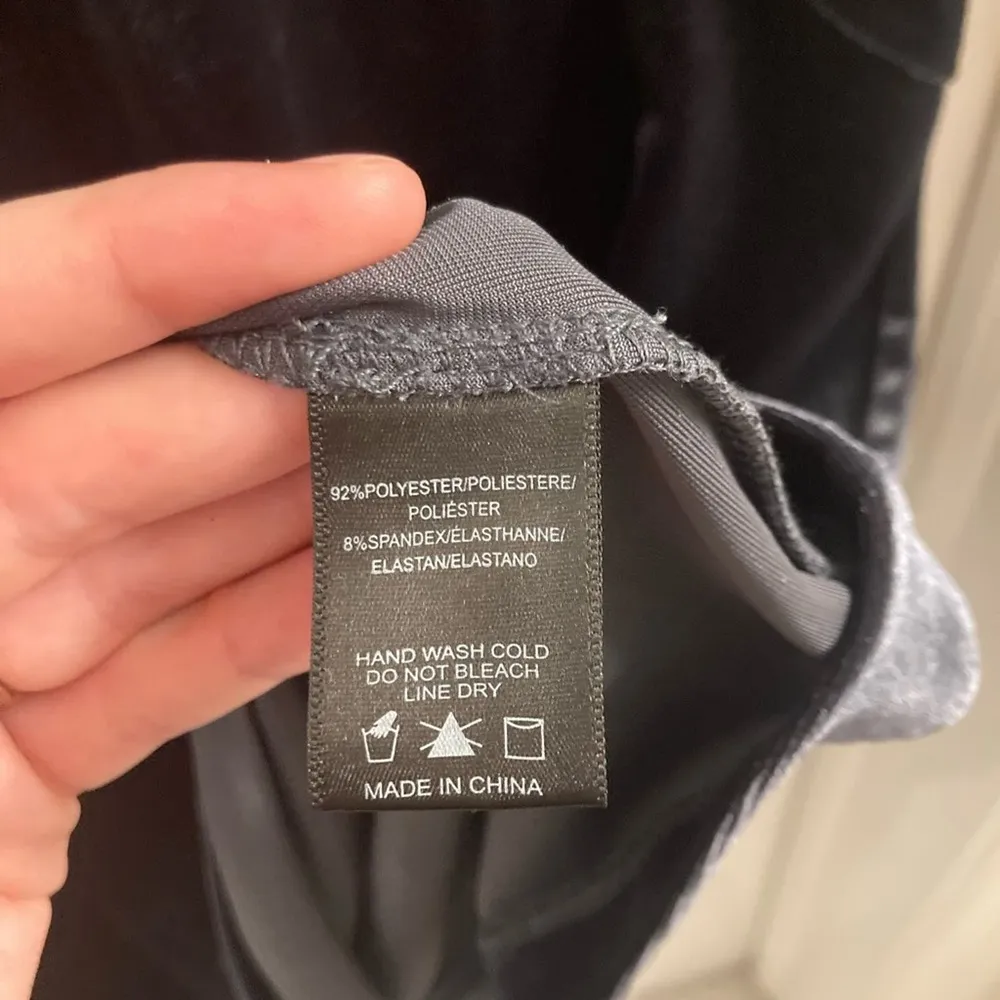 92%POLYESTER/POLIESTERE/
POLIÉSTER
8%SPANDEX/ÉLASTHANNE/
ELASTAN/ELASTANO
HAND WASH COLD
DO NOT BLEACH
LINE DRY
MADE IN CHINA